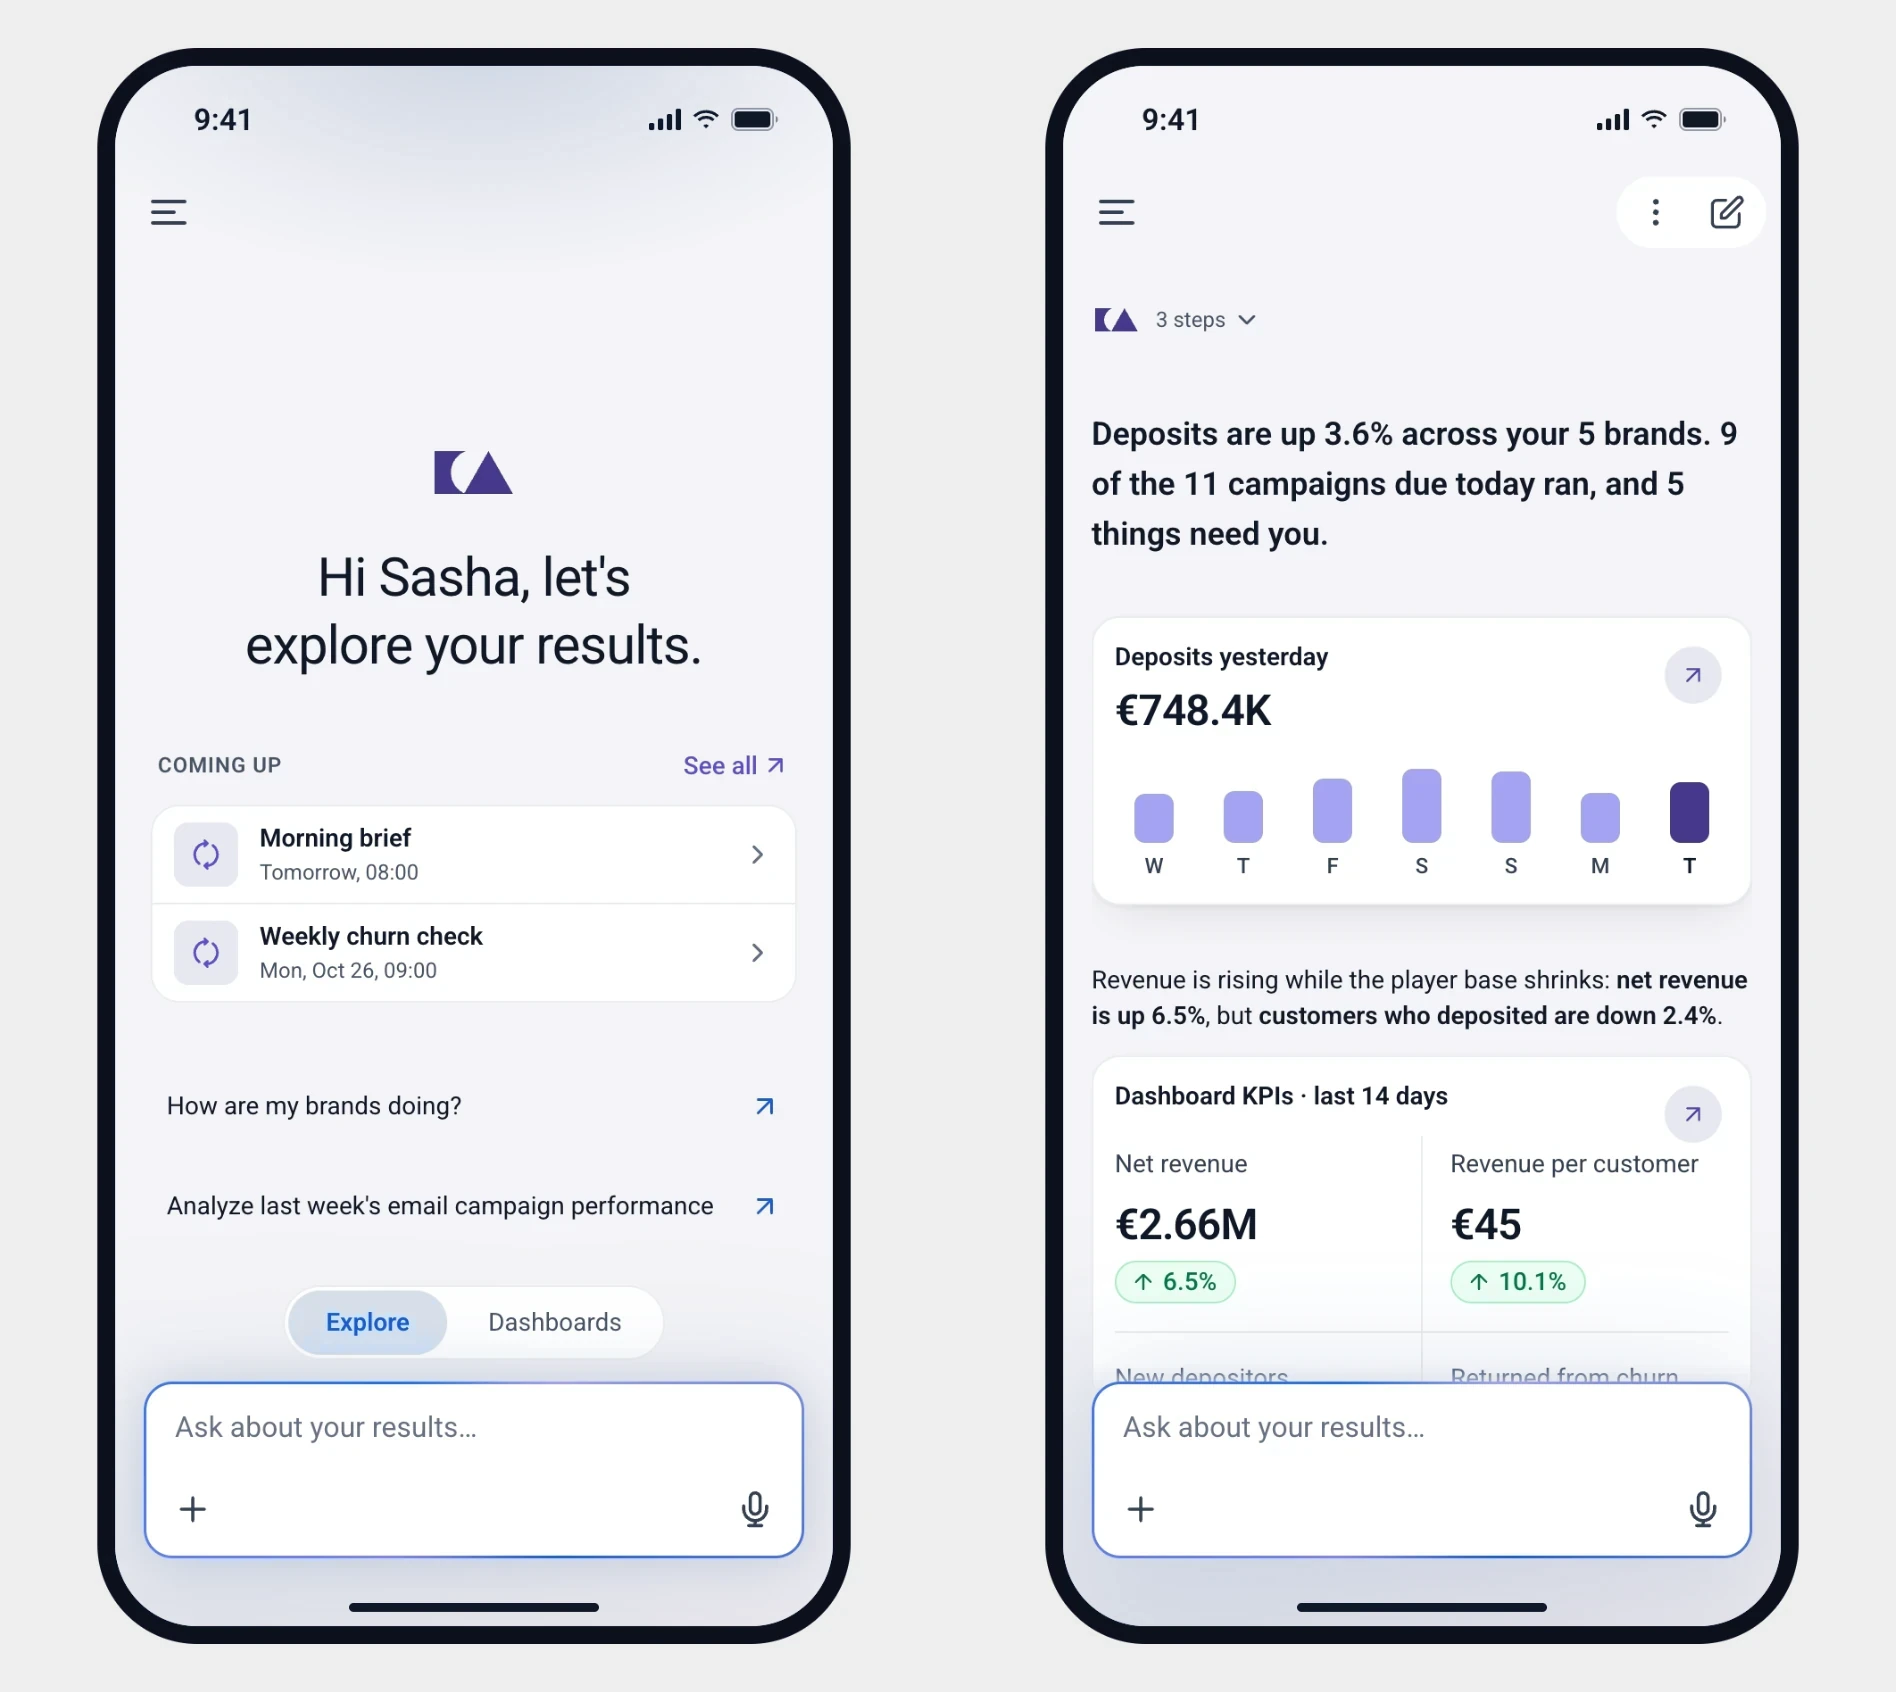 9:41
Hi Sasha, let's
explore your results.
COMING UP
See all
Morning brief
Tomorrow, 08:00
Weekly churn check
Mon, Oct 26, 09:00
How are my brands doing?
Analyze last week's email campaign performance
Explore
Dashboards
Ask about your results...
9:41
3 steps
Deposits are up 3.6% across your 5 brands. 9
of the 11 campaigns due today ran, and 5
things need you.
Deposits yesterday
€748.4K
W T F S S M T
Revenue is rising while the player base shrinks: net revenue
is up 6.5%, but customers who deposited are down 2.4%.
Dashboard KPIs · last 14 days
Net revenue
€2.66M
6.5%
Revenue per customer
€45
10.1%
New depositors
Returned from churn
Ask about your results...